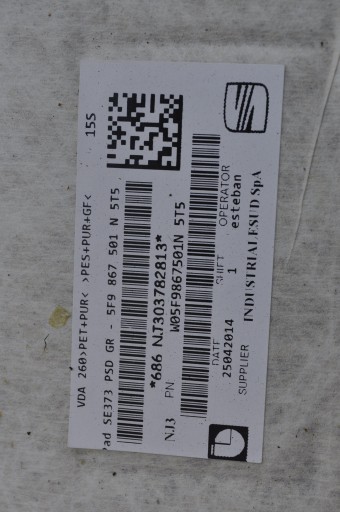 VDA 260>PET+PUR< >PES+PUR+GF<
15S
ad SE373 PSD GR - 5F9 867 501 N 5T5
*686 NJ303782813*
NJ3 PN W05F9867501N 5T5
DATE SHIFT OPERATOR
25042014 1 esteban
SUPPLIER INDUSTRIALESUD SpA